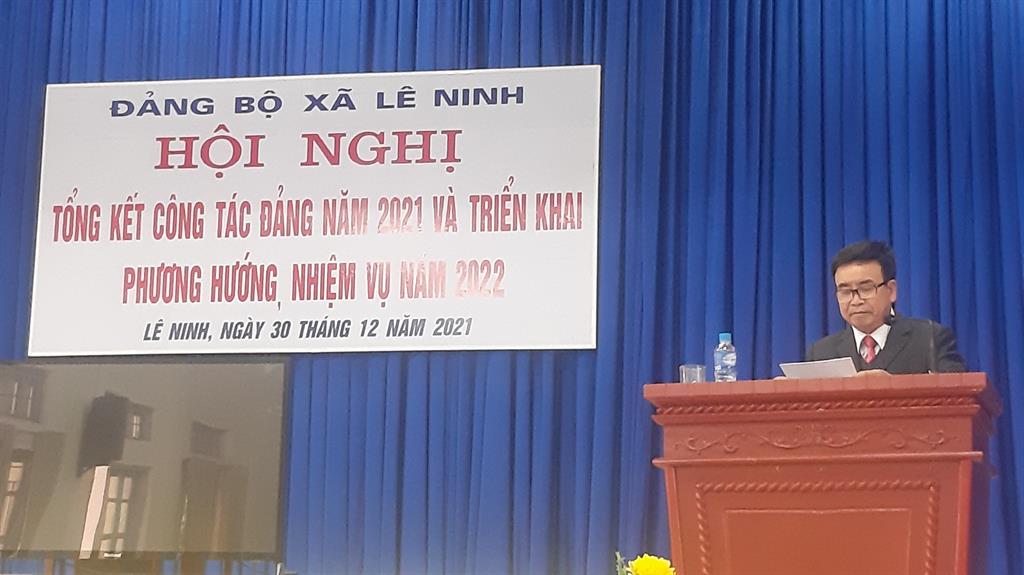 ĐẢNG BỘ XÃ LÊ NINH
HỘI NGHỊ
TỔNG KẾT CÔNG TÁC ĐẢNG NĂM 2021 VÀ TRIỂN KHAI
PHƯƠNG HƯỚNG, NHIỆM VỤ NĂM 2022
LÊ NINH, NGÀY 30 THÁNG 12 NĂM 2021